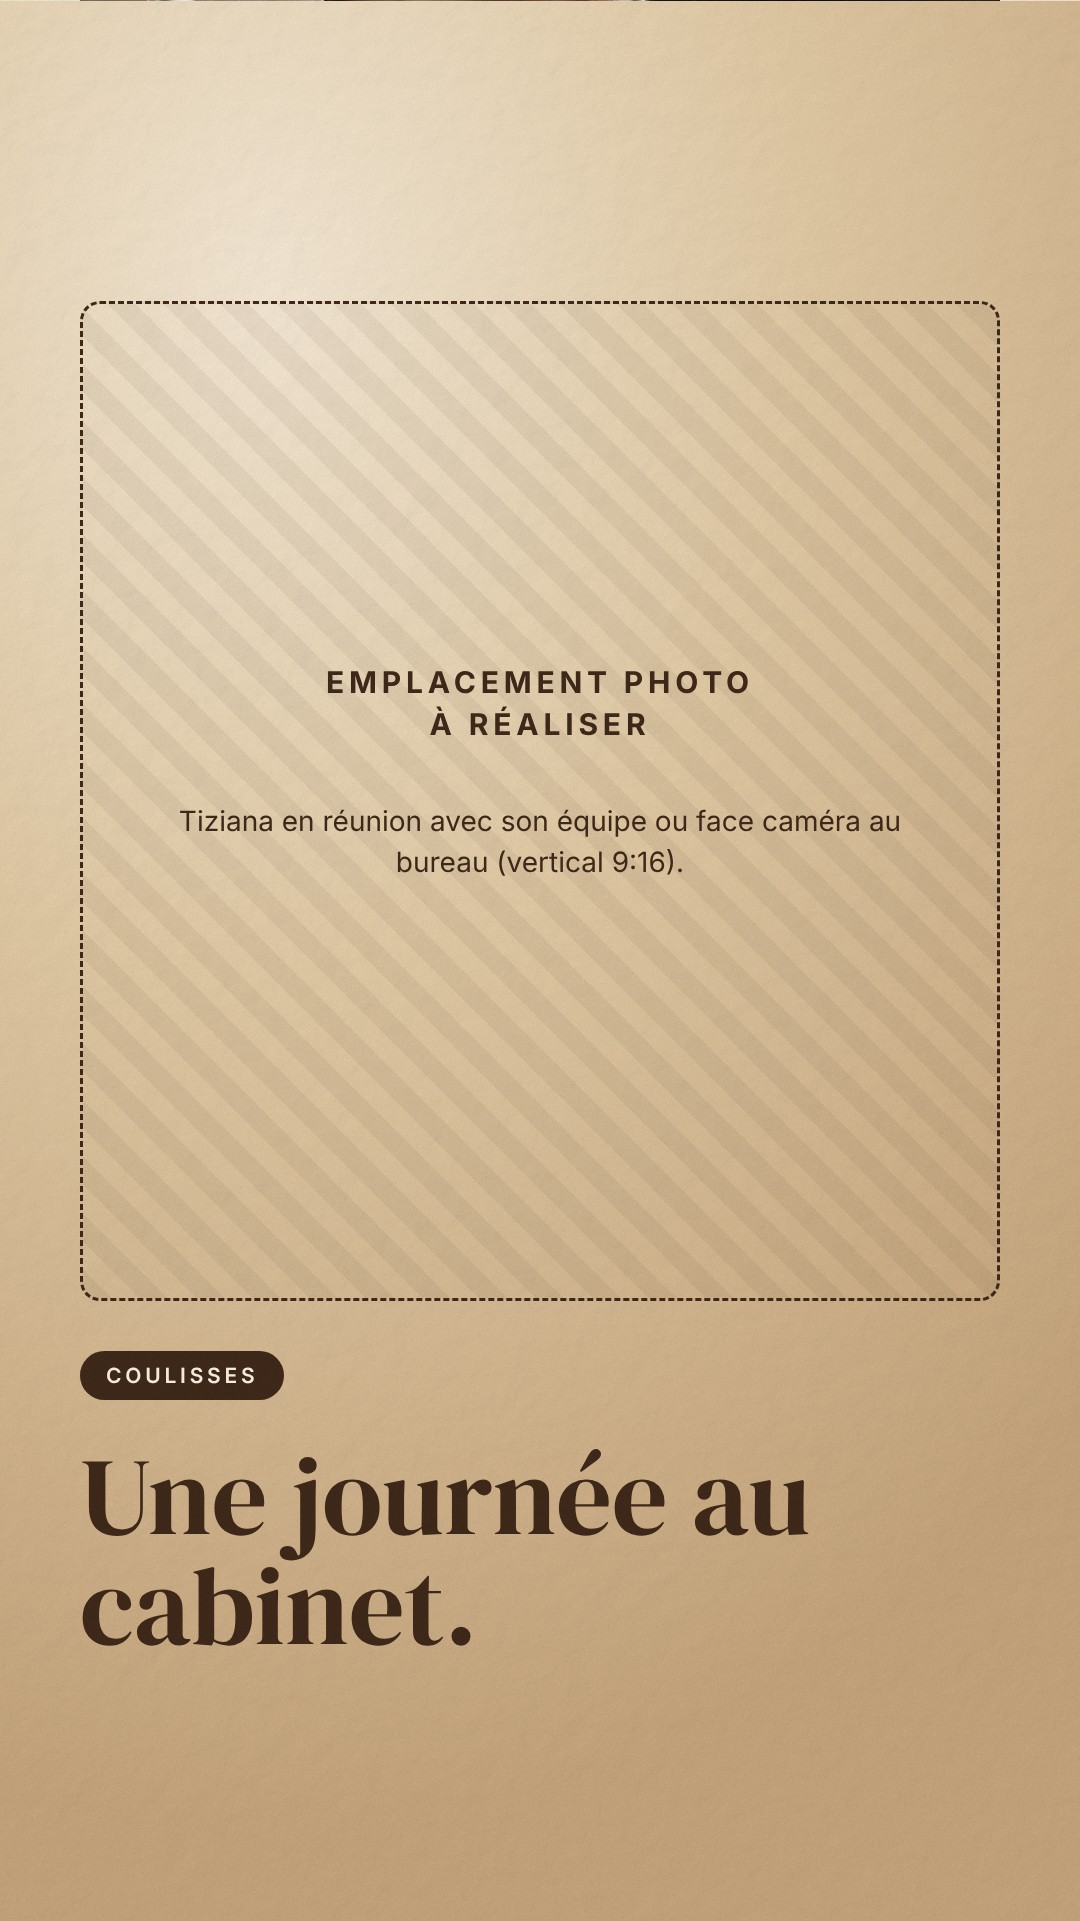 EMPLACEMENT PHOTO
À RÉALISER
Tiziana en réunion avec son équipe ou face caméra au
bureau (vertical 9:16).
COULISSES
Une journée au
cabinet.